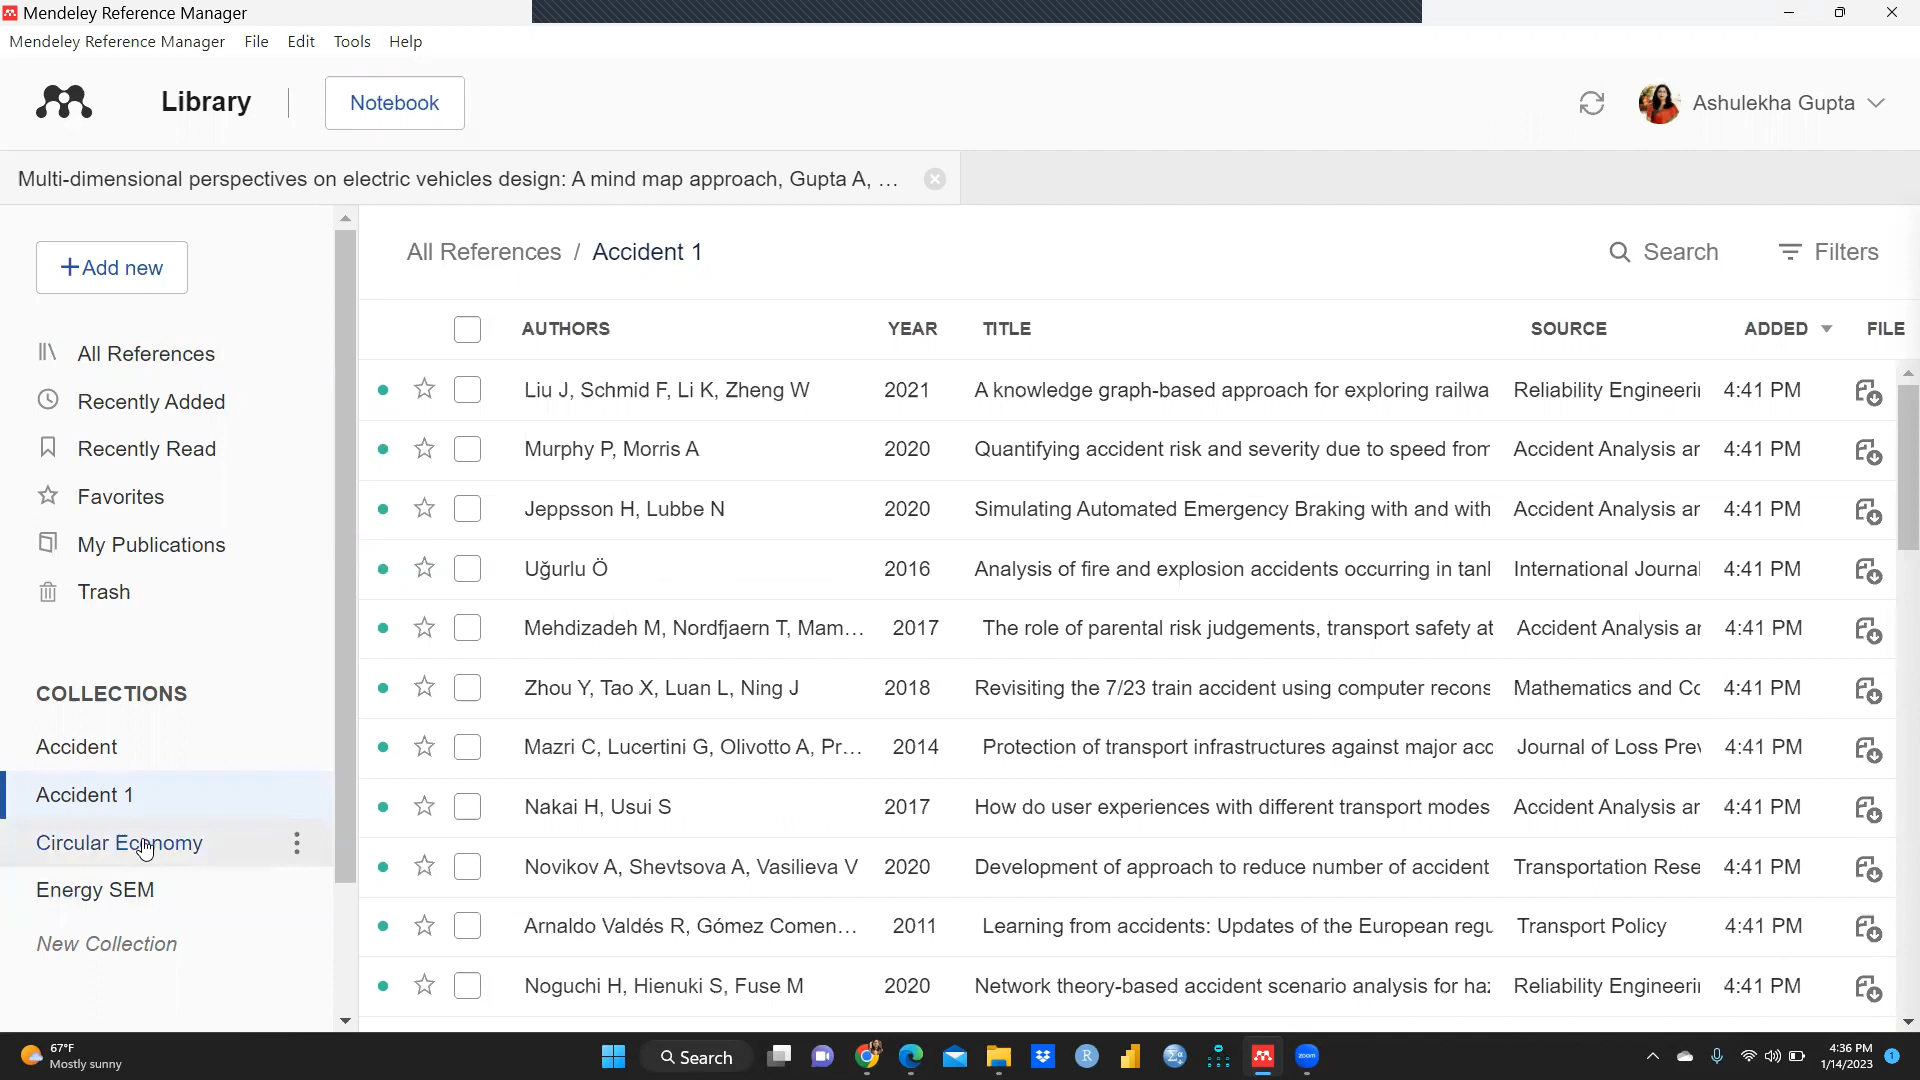 Mendeley Reference Manager
Mendeley Reference Manager File Edit Tools Help
Library Notebook Ashulekha Gupta
Multi-dimensional perspectives on electric vehicles design: A mind map approach, Gupta A, ...
+Add new
All References
Recently Added
Recently Read
Favorites
My Publications
Trash
COLLECTIONS
Accident
Accident 1
Circular Economy
Energy SEM
New Collection
All References / Accident 1 Search Filters
AUTHORS YEAR TITLE SOURCE ADDED FILE
Liu J, Schmid F, Li K, Zheng W 2021 A knowledge graph-based approach for exploring railwa Reliability Engineerin 4:41 PM
Murphy P, Morris A 2020 Quantifying accident risk and severity due to speed from Accident Analysis ar 4:41 PM
Jeppsson H, Lubbe N 2020 Simulating Automated Emergency Braking with and with Accident Analysis ar 4:41 PM
Uğurlu Ö 2016 Analysis of fire and explosion accidents occurring in tanl International Journal 4:41 PM
Mehdizadeh M, Nordfjaern T, Mam... 2017 The role of parental risk judgements, transport safety at Accident Analysis ar 4:41 PM
Zhou Y, Tao X, Luan L, Ning J 2018 Revisiting the 7/23 train accident using computer recons Mathematics and Cc 4:41 PM
Mazri C, Lucertini G, Olivotto A, Pr... 2014 Protection of transport infrastructures against major acc Journal of Loss Prev 4:41 PM
Nakai H, Usui S 2017 How do user experiences with different transport modes Accident Analysis ar 4:41 PM
Novikov A, Shevtsova A, Vasilieva V 2020 Development of approach to reduce number of accident Transportation Rese 4:41 PM
Arnaldo Valdés R, Gómez Comen... 2011 Learning from accidents: Updates of the European regu Transport Policy 4:41 PM
Noguchi H, Hienuki S, Fuse M 2020 Network theory-based accident scenario analysis for haz Reliability Engineerin 4:41 PM
67°F
Mostly sunny
Search
zoom
4:36 PM
1/14/2023
1